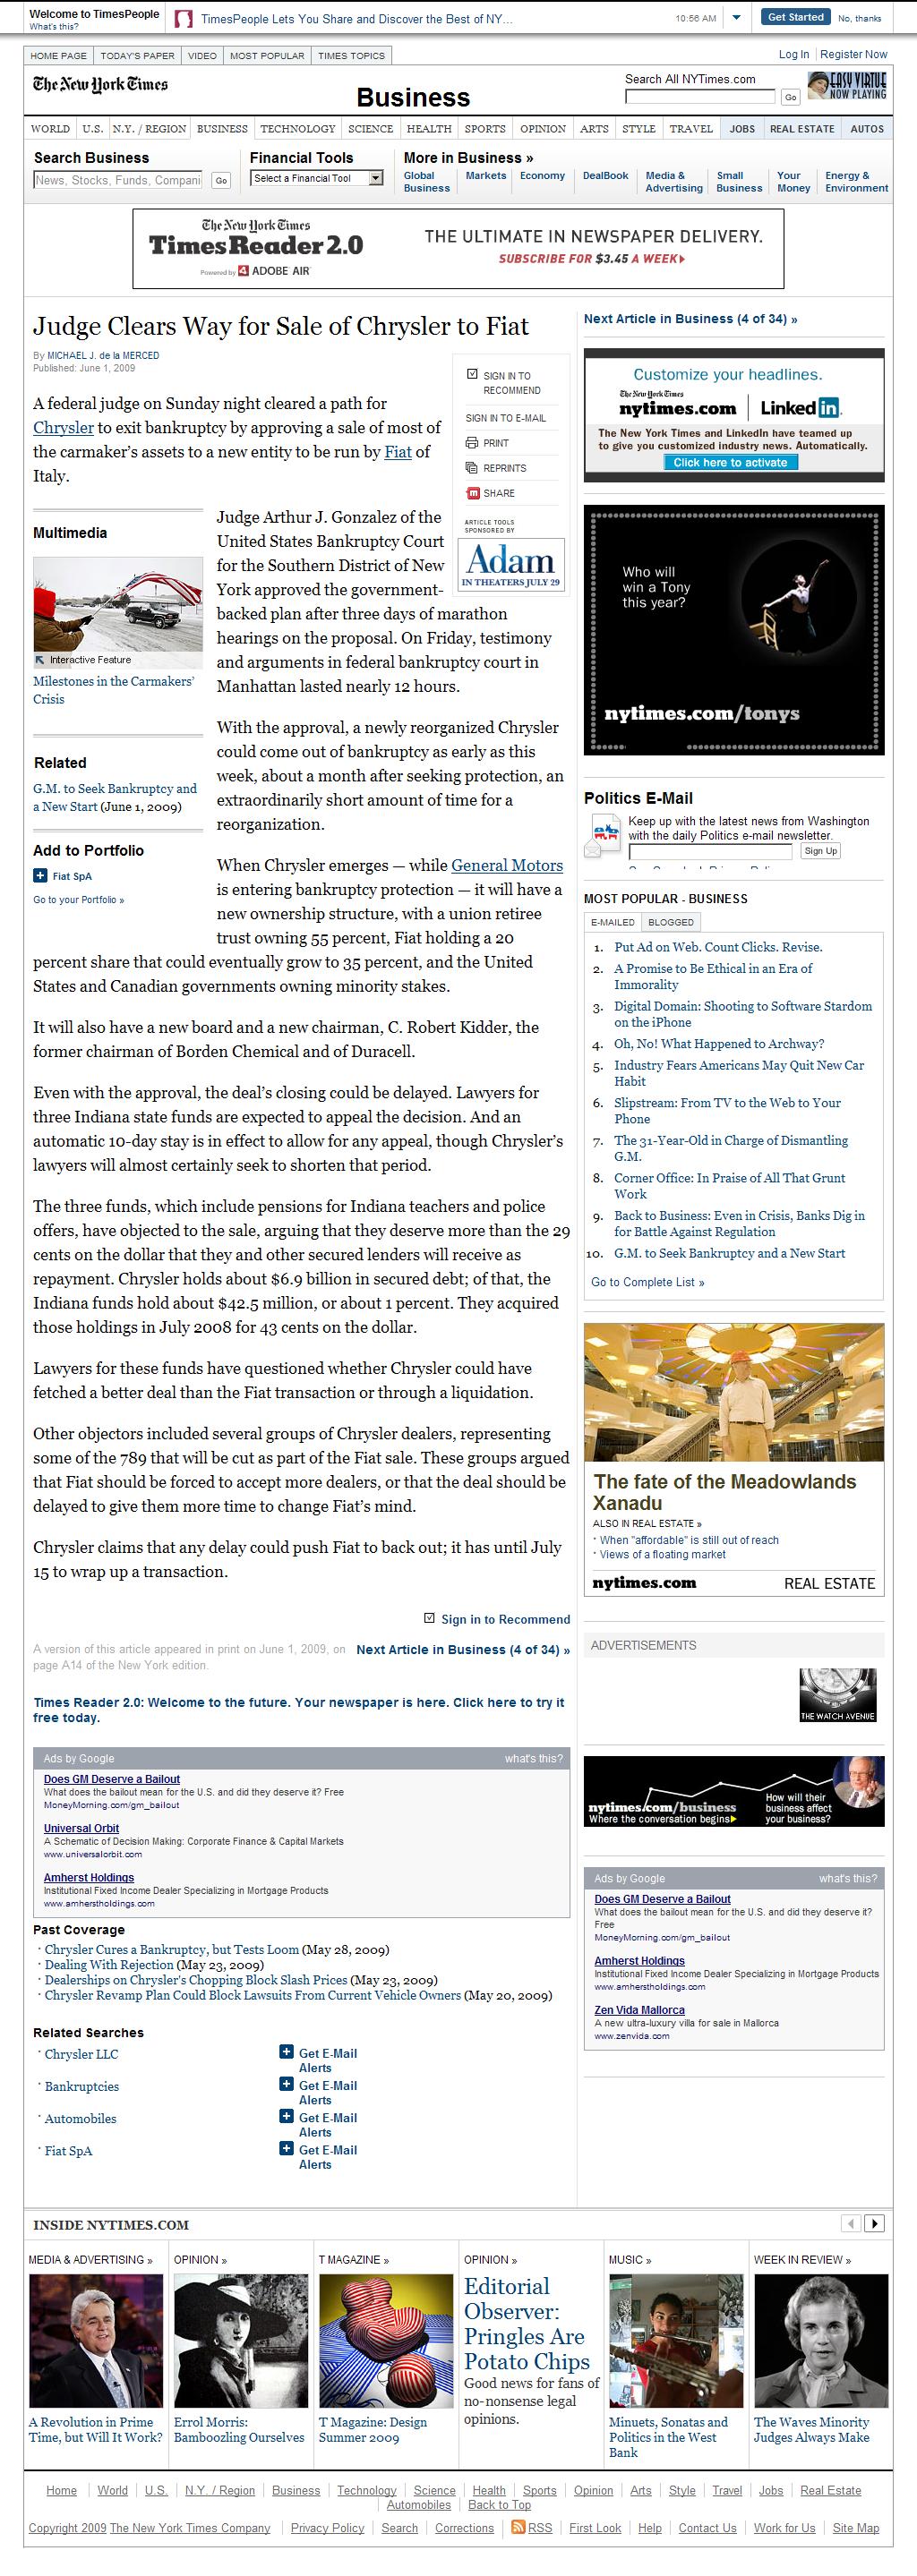 Welcome to TimesPeople
What's this?
TimesPeople Lets You Share and Discover the Best of NY...
10:56 AM
Get Started
No, thanks
HOME PAGE TODAY'S PAPER VIDEO MOST POPULAR TIMES TOPICS
Log In Register Now
The New York Times
Business
Search All NYTimes.com
Go
EASY VIRTUE
NOW PLAYING
WORLD U.S. N.Y. / REGION BUSINESS TECHNOLOGY SCIENCE HEALTH SPORTS OPINION ARTS STYLE TRAVEL JOBS REAL ESTATE AUTOS
Search Business
News, Stocks, Funds, Compani
Go
Financial Tools
Select a Financial Tool
More in Business »
Global Business
Markets
Economy
DealBook
Media & Advertising
Small Business
Your Money
Energy & Environment
The New York Times
TimesReader 2.0
Powered by ADOBE AIR
THE ULTIMATE IN NEWSPAPER DELIVERY.
SUBSCRIBE FOR $3.45 A WEEK
Judge Clears Way for Sale of Chrysler to Fiat
By MICHAEL J. de la MERCED
Published: June 1, 2009
SIGN IN TO
RECOMMEND
SIGN IN TO E-MAIL
PRINT
REPRINTS
SHARE
ARTICLE TOOLS
SPONSORED BY
Adam
IN THEATERS JULY 29
A federal judge on Sunday night cleared a path for
Chrysler to exit bankruptcy by approving a sale of most of
the carmaker's assets to a new entity to be run by Fiat of
Italy.
Multimedia
Interactive Feature
Milestones in the Carmakers'
Crisis
Related
G.M. to Seek Bankruptcy and
a New Start (June 1, 2009)
Add to Portfolio
Fiat SpA
Go to your Portfolio »
Judge Arthur J. Gonzalez of the
United States Bankruptcy Court
for the Southern District of New
York approved the government-
backed plan after three days of marathon
hearings on the proposal. On Friday, testimony
and arguments in federal bankruptcy court in
Manhattan lasted nearly 12 hours.
With the approval, a newly reorganized Chrysler
could come out of bankruptcy as early as this
week, about a month after seeking protection, an
extraordinarily short amount of time for a
reorganization.
When Chrysler emerges — while General Motors
is entering bankruptcy protection — it will have a
new ownership structure, with a union retiree
trust owning 55 percent, Fiat holding a 20
percent share that could eventually grow to 35 percent, and the United
States and Canadian governments owning minority stakes.
It will also have a new board and a new chairman, C. Robert Kidder, the
former chairman of Borden Chemical and of Duracell.
Even with the approval, the deal's closing could be delayed. Lawyers for
three Indiana state funds are expected to appeal the decision. And an
automatic 10-day stay is in effect to allow for any appeal, though Chrysler's
lawyers will almost certainly seek to shorten that period.
The three funds, which include pensions for Indiana teachers and police
offers, have objected to the sale, arguing that they deserve more than the 29
cents on the dollar that they and other secured lenders will receive as
repayment. Chrysler holds about $6.9 billion in secured debt; of that, the
Indiana funds hold about $42.5 million, or about 1 percent. They acquired
those holdings in July 2008 for 43 cents on the dollar.
Lawyers for these funds have questioned whether Chrysler could have
fetched a better deal than the Fiat transaction or through a liquidation.
Other objectors included several groups of Chrysler dealers, representing
some of the 789 that will be cut as part of the Fiat sale. These groups argued
that Fiat should be forced to accept more dealers, or that the deal should be
delayed to give them more time to change Fiat's mind.
Chrysler claims that any delay could push Fiat to back out; it has until July
15 to wrap up a transaction.
Sign in to Recommend
A version of this article appeared in print on June 1, 2009, on
page A14 of the New York edition.
Next Article in Business (4 of 34) »
Times Reader 2.0: Welcome to the future. Your newspaper is here. Click here to try it
free today.
Ads by Google what's this?
Does GM Deserve a Bailout
What does the bailout mean for the U.S. and did they deserve it? Free
MoneyMorning.com/gm_bailout
Universal Orbit
A Schematic of Decision Making: Corporate Finance & Capital Markets
www.universalorbit.com
Amherst Holdings
Institutional Fixed Income Dealer Specializing in Mortgage Products
www.amherstholdings.com
Past Coverage
Chrysler Cures a Bankruptcy, but Tests Loom (May 28, 2009)
Dealing With Rejection (May 23, 2009)
Dealerships on Chrysler's Chopping Block Slash Prices (May 23, 2009)
Chrysler Revamp Plan Could Block Lawsuits From Current Vehicle Owners (May 20, 2009)
Related Searches
Chrysler LLC Get E-Mail
Alerts
Bankruptcies Get E-Mail
Alerts
Automobiles Get E-Mail
Alerts
Fiat SpA Get E-Mail
Alerts
Next Article in Business (4 of 34) »
Customize your headlines.
The New York Times
nytimes.com LinkedIn.
The New York Times and LinkedIn have teamed up
to give you customized industry news. Automatically.
Click here to activate
Who will
win a Tony
this year?
nytimes.com/tonys
Politics E-Mail
Keep up with the latest news from Washington
with the daily Politics e-mail newsletter.
Sign Up
MOST POPULAR - BUSINESS
E-MAILED BLOGGED
1. Put Ad on Web. Count Clicks. Revise.
2. A Promise to Be Ethical in an Era of
Immorality
3. Digital Domain: Shooting to Software Stardom
on the iPhone
4. Oh, No! What Happened to Archway?
5. Industry Fears Americans May Quit New Car
Habit
6. Slipstream: From TV to the Web to Your
Phone
7. The 31-Year-Old in Charge of Dismantling
G.M.
8. Corner Office: In Praise of All That Grunt
Work
9. Back to Business: Even in Crisis, Banks Dig in
for Battle Against Regulation
10. G.M. to Seek Bankruptcy and a New Start
Go to Complete List »
The fate of the Meadowlands
Xanadu
ALSO IN REAL ESTATE »
When "affordable" is still out of reach
Views of a floating market
nytimes.com REAL ESTATE
ADVERTISEMENTS
THE WATCH AVENUE
nytimes.com/business
Where the conversation begins
How will their
business affect
your business?
Ads by Google what's this?
Does GM Deserve a Bailout
What does the bailout mean for the U.S. and did they deserve it?
Free
MoneyMorning.com/gm_bailout
Amherst Holdings
Institutional Fixed Income Dealer Specializing in Mortgage Products
www.amherstholdings.com
Zen Vida Mallorca
A new ultra-luxury villa for sale in Mallorca
www.zenvida.com
INSIDE NYTIMES.COM
MEDIA & ADVERTISING »
A Revolution in Prime
Time, but Will It Work?
OPINION »
Errol Morris:
Bamboozling Ourselves
T MAGAZINE »
T Magazine: Design
Summer 2009
OPINION »
Editorial
Observer:
Pringles Are
Potato Chips
Good news for fans of
no-nonsense legal
opinions.
MUSIC »
Minuets, Sonatas and
Politics in the West
Bank
WEEK IN REVIEW »
The Waves Minority
Judges Always Make
Home World U.S. N.Y. / Region Business Technology Science Health Sports Opinion Arts Style Travel Jobs Real Estate
Automobiles Back to Top
Copyright 2009 The New York Times Company Privacy Policy Search Corrections RSS First Look Help Contact Us Work for Us Site Map